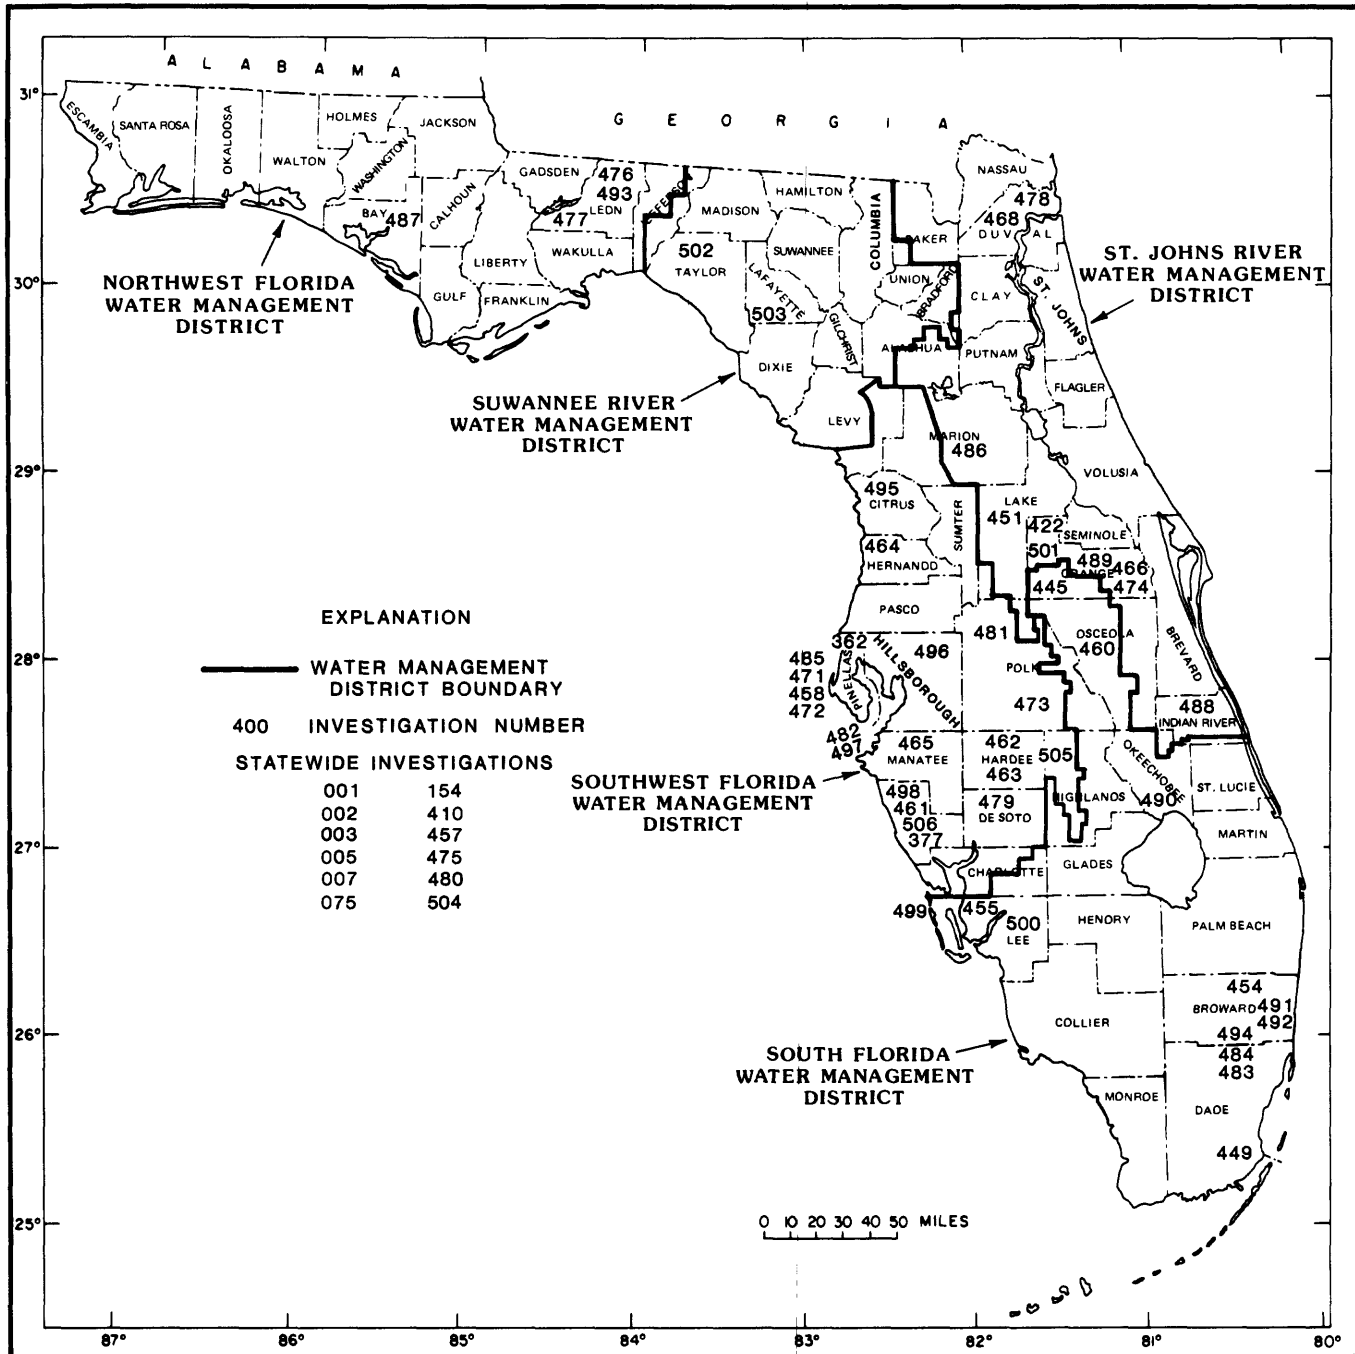 A L A B A M A
G E O R G I A
31°
30°
29°
28°
27°
26°
25°
87°
86°
85°
84°
83°
82°
81°
80°
ESCAMBIA
SANTA ROSA
OKALOOSA
WALTON
HOLMES
WASHINGTON
JACKSON
BAY
487
CALHOUN
GULF
LIBERTY
FRANKLIN
GADSDEN
477
476
493
LEON
WAKULLA
JEFFERSON
MADISON
502
TAYLOR
HAMILTON
SUWANNEE
LAFAYETTE
503
DIXIE
GILCHRIST
COLUMBIA
BAKER
UNION
BRADFORD
ALACHUA
LEVY
NASSAU
478
468
DUVAL
CLAY
ST. JOHNS
PUTNAM
FLAGLER
MARION
486
VOLUSIA
LAKE
451
422
SEMINOLE
501
489
ORANGE
466
445
474
495
CITRUS
SUMTER
464
HERNANDO
PASCO
362
PINELLAS
485
471
458
472
482
497
HILLSBOROUGH
496
481
POLK
473
OSCEOLA
460
BREVARD
488
INDIAN RIVER
465
MANATEE
462
HARDEE
463
505
HIGHLANDS
OKEECHOBEE
490
ST. LUCIE
MARTIN
498
461
506
377
479
DE SOTO
CHARLOTTE
GLADES
499
455
500
LEE
HENDRY
PALM BEACH
COLLIER
454
BROWARD
491
492
494
484
483
MONROE
DADE
449
NORTHWEST FLORIDA
WATER MANAGEMENT
DISTRICT
SUWANNEE RIVER
WATER MANAGEMENT
DISTRICT
ST. JOHNS RIVER
WATER MANAGEMENT
DISTRICT
SOUTHWEST FLORIDA
WATER MANAGEMENT
DISTRICT
SOUTH FLORIDA
WATER MANAGEMENT
DISTRICT
EXPLANATION
WATER MANAGEMENT
DISTRICT BOUNDARY
400 INVESTIGATION NUMBER
STATEWIDE INVESTIGATIONS
001 154
002 410
003 457
005 475
007 480
075 504
0 10 20 30 40 50 MILES